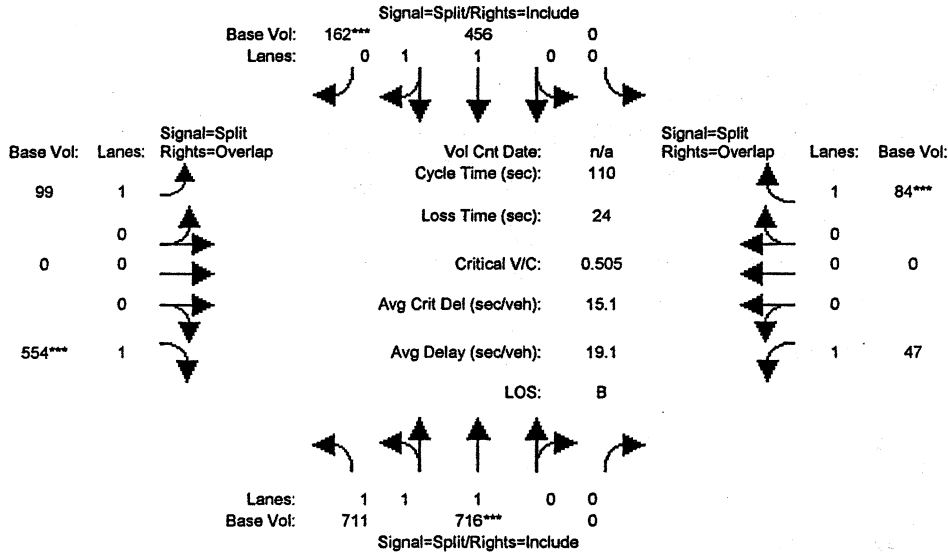 Signal=Split/Rights=Include
Base Vol: 162*** 456 0
Lanes: 0 1 1 0 0
Signal=Split Signal=Split
Base Vol: Lanes: Rights=Overlap Vol Cnt Date: n/a Rights=Overlap Lanes: Base Vol:
Cycle Time (sec): 110
99 1 1 84***
Loss Time (sec): 24
0 0
0 0 Critical V/C: 0.505 0 0
0 Avg Crit Del (sec/veh): 15.1 0
554*** 1 Avg Delay (sec/veh): 19.1 1 47
LOS: B
Lanes: 1 1 1 0 0
Base Vol: 711 716*** 0
Signal=Split/Rights=Include